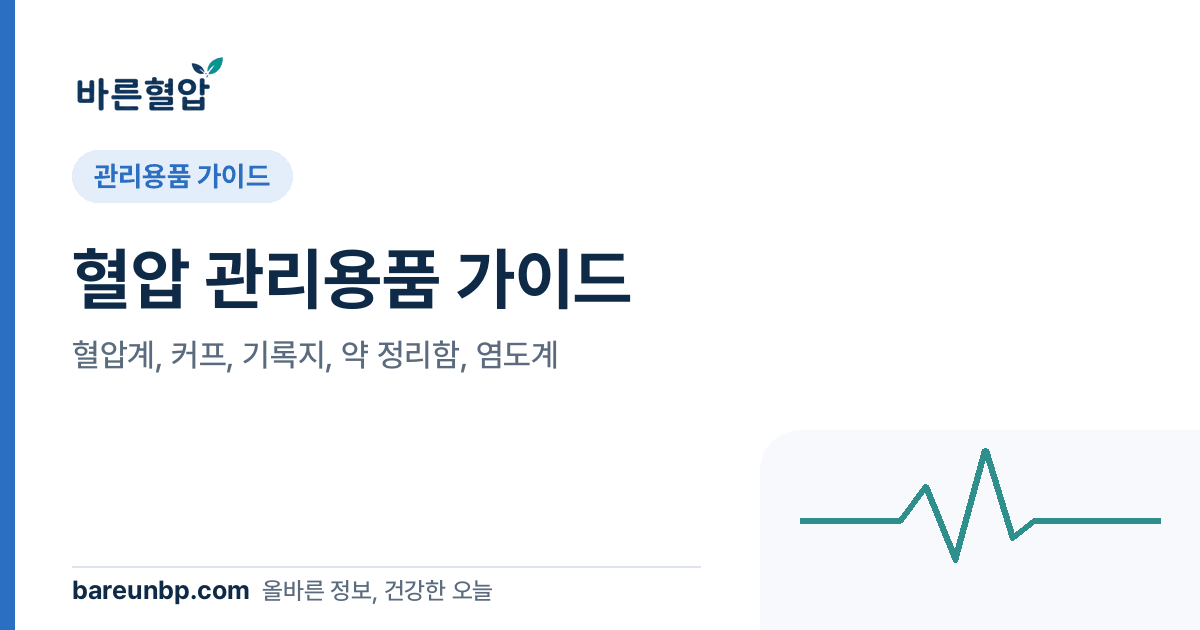 바른혈압
관리용품 가이드
혈압 관리용품 가이드
혈압계, 커프, 기록지, 약 정리함, 염도계
bareunbp.com 올바른 정보, 건강한 오늘